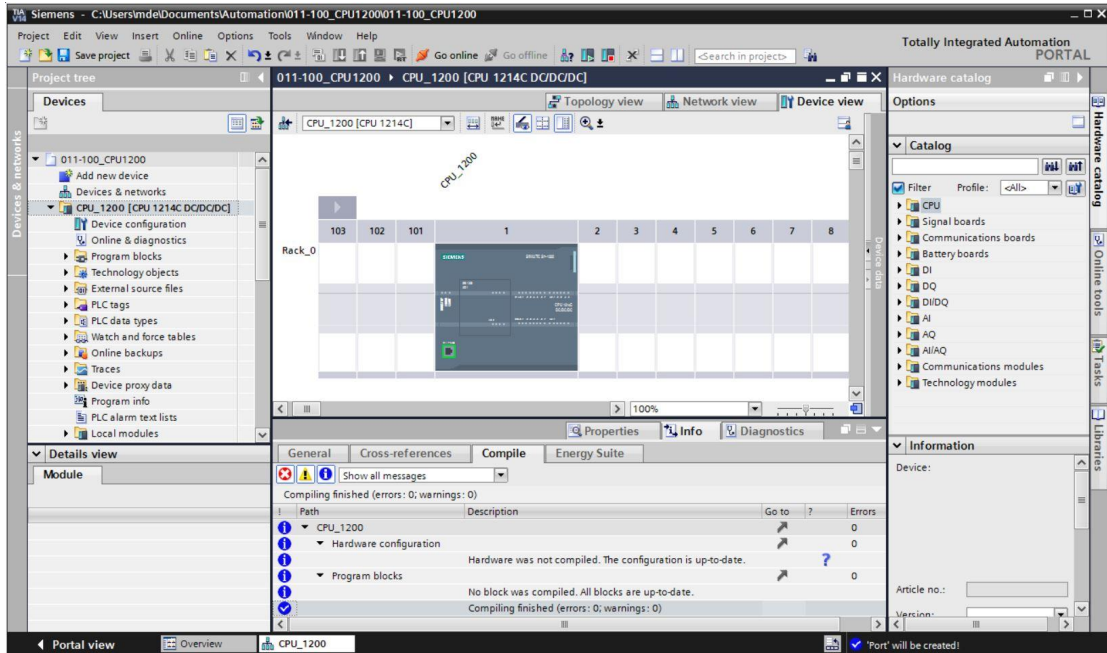 TIA V14 Siemens - C:\Users\mde\Documents\Automation\011-100_CPU1200\011-100_CPU1200
Project Edit View Insert Online Options Tools Window Help
Save project Go online Go offline <Search in project>
Totally Integrated Automation
PORTAL
Project tree
Devices
Devices & networks
011-100_CPU1200
Add new device
Devices & networks
CPU_1200 [CPU 1214C DC/DC/DC]
Device configuration
Online & diagnostics
Program blocks
Technology objects
External source files
PLC tags
PLC data types
Watch and force tables
Online backups
Traces
Device proxy data
Program info
PLC alarm text lists
Local modules
Details view
Module
011-100_CPU1200 CPU_1200 [CPU 1214C DC/DC/DC]
Topology view Network view Device view
CPU_1200 [CPU 1214C]
CPU_1200
103 102 101 1 2 3 4 5 6 7 8
Rack_0
SIEMENS
Device data
100%
Properties Info Diagnostics
General Cross-references Compile Energy Suite
Show all messages
Compiling finished (errors: 0; warnings: 0)
! Path Description Go to ? Errors
CPU_1200 0
Hardware configuration 0
Hardware was not compiled. The configuration is up-to-date. ?
Program blocks 0
No block was compiled. All blocks are up-to-date.
Compiling finished (errors: 0; warnings: 0)
Hardware catalog
Options
Catalog
Filter Profile: <All>
CPU
Signal boards
Communications boards
Battery boards
DI
DQ
DI/DQ
AI
AQ
AI/AQ
Communications modules
Technology modules
Information
Device:
Article no.:
Version:
Hardware catalog
Online tools
Tasks
Libraries
Portal view Overview CPU_1200 'Port' will be created!